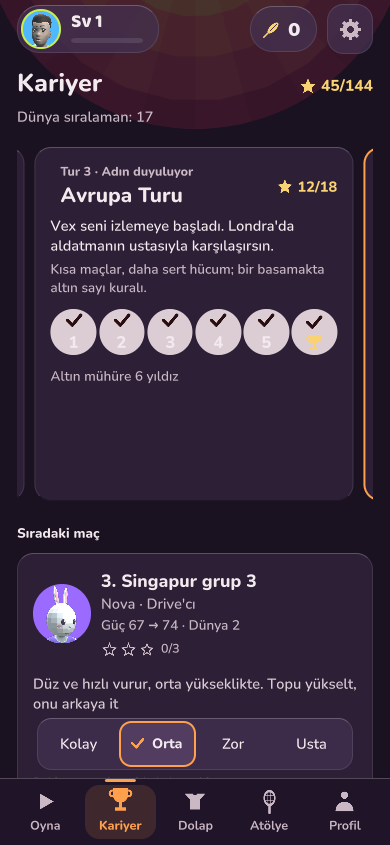 Sv 1
0
Kariyer
45/144
Dünya sıralaman: 17
Tur 3 · Adın duyuluyor
Avrupa Turu
12/18
Vex seni izlemeye başladı. Londra'da
aldatmanın ustasıyla karşılaşırsın.
Kısa maçlar, daha sert hücum; bir basamakta
altın sayı kuralı.
1 2 3 4 5
Altın mühüre 6 yıldız
Sıradaki maç
3. Singapur grup 3
Nova · Drive'cı
Güç 67 → 74 · Dünya 2
0/3
Düz ve hızlı vurur, orta yükseklikte. Topu yükselt,
onu arkaya it
Kolay Orta Zor Usta
Oyna Kariyer Dolap Atölye Profil